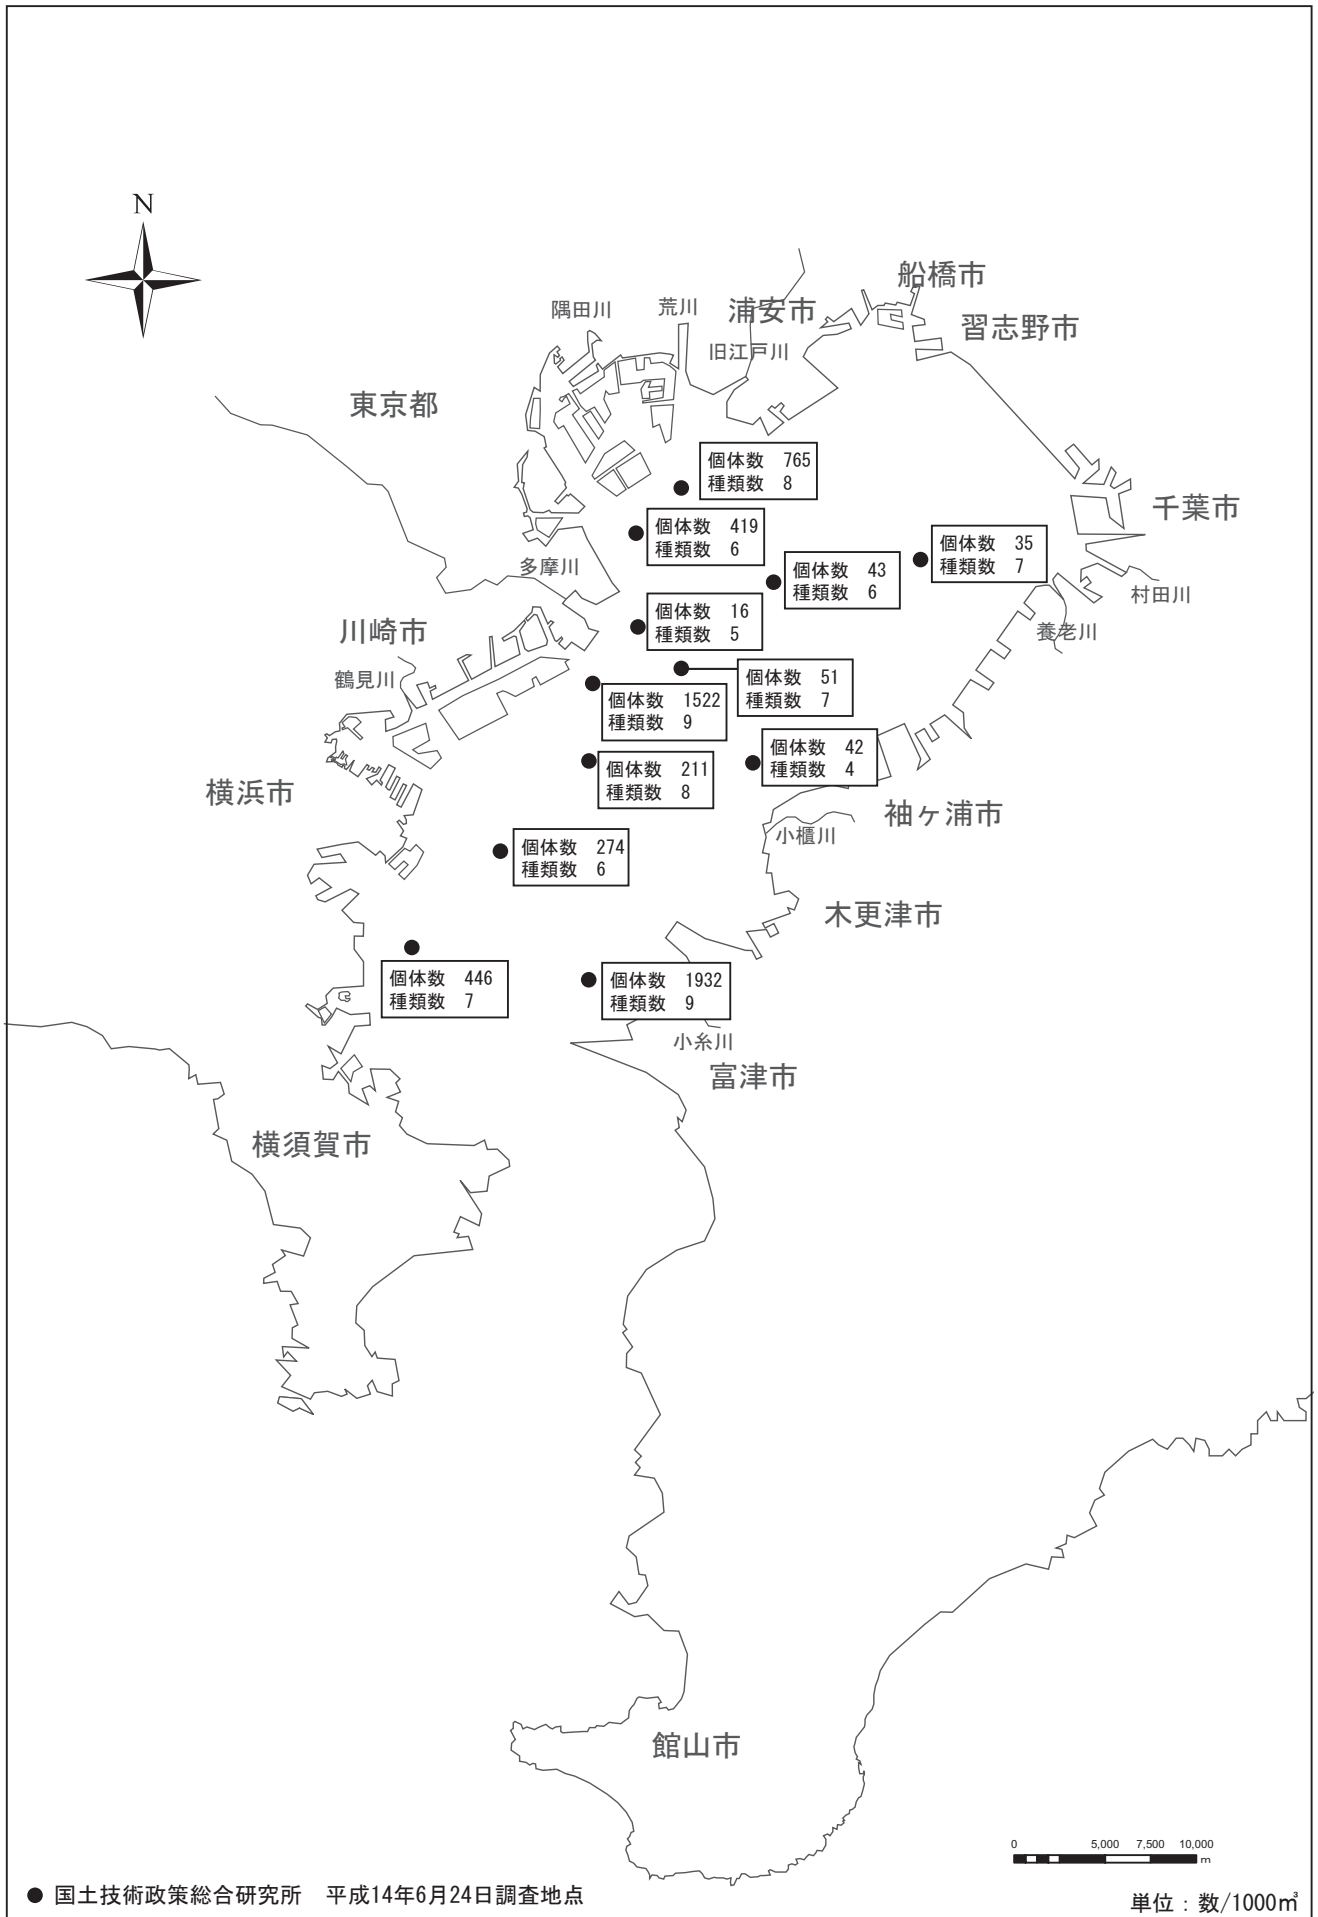 N
船橋市
隅田川
荒川
浦安市
習志野市
旧江戸川
東京都
個体数 765
種類数 8
千葉市
個体数 419
種類数 6
個体数 35
種類数 7
多摩川
個体数 43
種類数 6
村田川
個体数 16
種類数 5
川崎市
養老川
鶴見川
個体数 51
種類数 7
個体数 1522
種類数 9
個体数 42
種類数 4
個体数 211
種類数 8
横浜市
袖ヶ浦市
小櫃川
個体数 274
種類数 6
木更津市
個体数 446
種類数 7
個体数 1932
種類数 9
小糸川
富津市
横須賀市
館山市
0 5,000 7,500 10,000
m
● 国土技術政策総合研究所 平成14年6月24日調査地点
単位：数/1000㎥